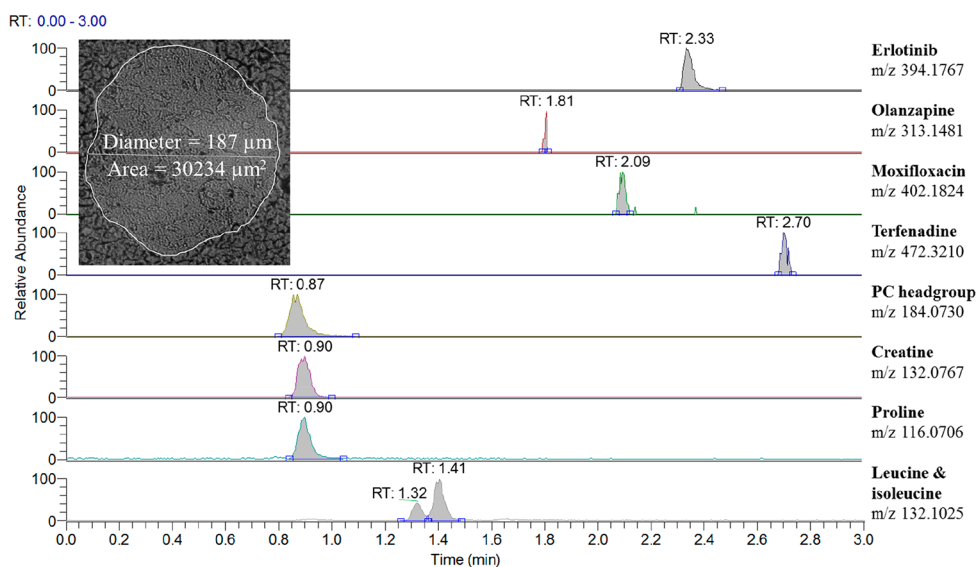 RT: 0.00 - 3.00
Diameter = 187 µm
Area = 30234 µm²
Relative Abundance
100
0
RT: 2.33
Erlotinib
m/z 394.1767
100
0
RT: 1.81
Olanzapine
m/z 313.1481
100
0
RT: 2.09
Moxifloxacin
m/z 402.1824
100
0
RT: 2.70
Terfenadine
m/z 472.3210
100
0
RT: 0.87
PC headgroup
m/z 184.0730
100
0
RT: 0.90
Creatine
m/z 132.0767
100
0
RT: 0.90
Proline
m/z 116.0706
100
0
RT: 1.32
RT: 1.41
Leucine &
isoleucine
m/z 132.1025
0.0 0.2 0.4 0.6 0.8 1.0 1.2 1.4 1.6 1.8 2.0 2.2 2.4 2.6 2.8 3.0
Time (min)